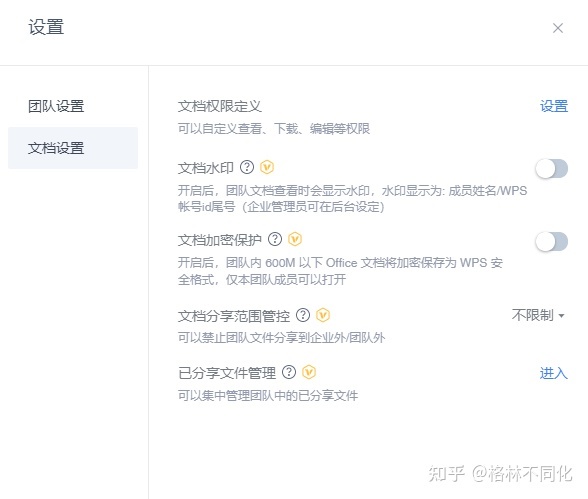 设置
团队设置
文档设置
文档权限定义
设置
可以自定义查看、下载、编辑等权限
文档水印
开启后，团队文档查看时会显示水印，水印显示为: 成员姓名/WPS
帐号id尾号（企业管理员可在后台设定）
文档加密保护
开启后，团队内 600M 以下 Office 文档将加密保存为 WPS 安
全格式，仅本团队成员可以打开
文档分享范围管控
不限制
可以禁止团队文件分享到企业外/团队外
已分享文件管理
进入
可以集中管理团队中的已分享文件
知乎 @格林不同化